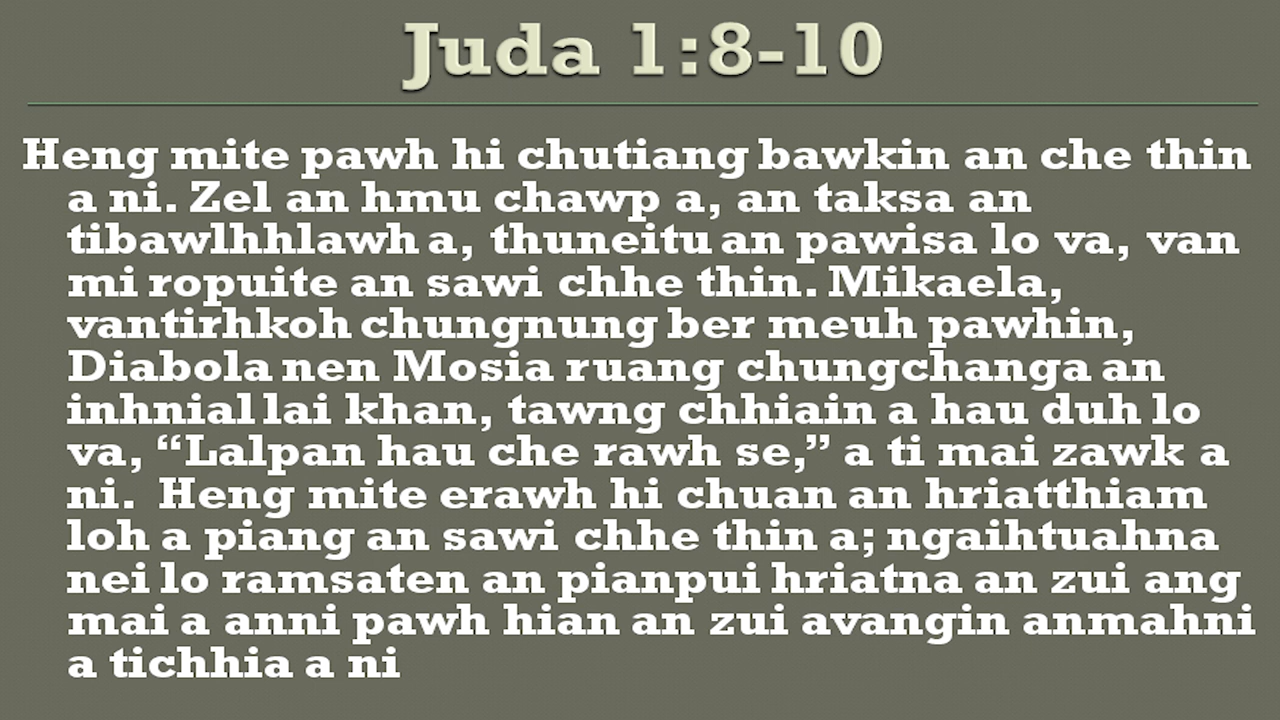 Juda 1:8-10
Heng mite pawh hi chutiang bawkin an che thin
a ni. Zel an hmu chawp a, an taksa an
tibawlhhhlawh a, thuneitu an pawisa lo va, van
mi ropuite an sawi chhe thin. Mikaela,
vantirhkoh chungnung ber meuh pawhin,
Diabola nen Mosia ruang chungchanga an
inhnial lai khan, tawng chhiain a hau duh lo
va, “Lalpan hau che rawh se,” a ti mai zawk a
ni.  Heng mite erawh hi chuan an hriatthiam
loh a piang an sawi chhe thin a; ngaihtuahna
nei lo ramsaten an pianpui hriatna an zui ang
mai a anni pawh hian an zui avangin anmahni
a tichhia a ni